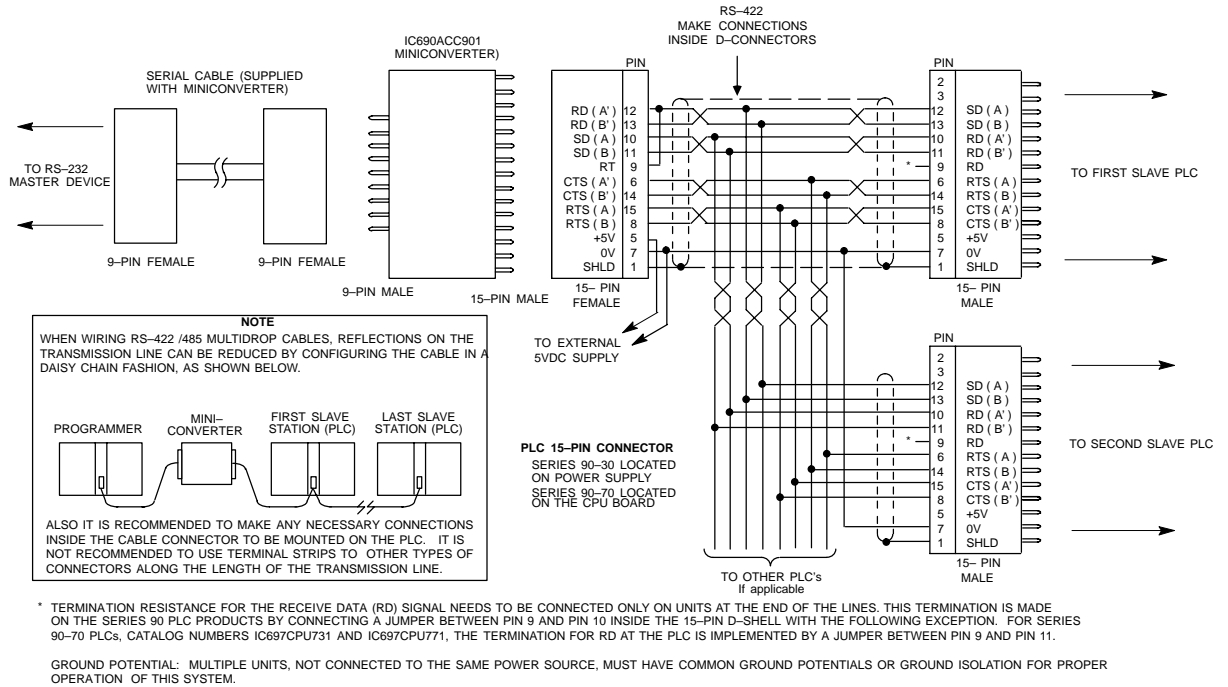 RS–422
MAKE CONNECTIONS
INSIDE D–CONNECTORS
IC690ACC901
MINICONVERTER)
SERIAL CABLE (SUPPLIED
WITH MINICONVERTER)
TO RS–232
MASTER DEVICE
9–PIN FEMALE
9–PIN FEMALE
9–PIN MALE
15–PIN MALE
PIN
RD ( A') 12
RD ( B') 13
SD ( A ) 10
SD ( B ) 11
RT 9
CTS ( A') 6
CTS ( B') 14
RTS ( A ) 15
RTS ( B ) 8
+5V 5
0V 7
SHLD 1
15– PIN
FEMALE
TO EXTERNAL
5VDC SUPPLY
PIN
2
3
12 SD ( A )
13 SD ( B )
10 RD ( A')
11 RD ( B')
* 9 RD
6 RTS ( A )
14 RTS ( B )
15 CTS ( A')
8 CTS ( B')
5 +5V
7 0V
1 SHLD
15– PIN
MALE
TO FIRST SLAVE PLC
NOTE
WHEN WIRING RS–422 /485 MULTIDROP CABLES, REFLECTIONS ON THE
TRANSMISSION LINE CAN BE REDUCED BY CONFIGURING THE CABLE IN A
DAISY CHAIN FASHION, AS SHOWN BELOW.
PROGRAMMER
MINI–
CONVERTER
FIRST SLAVE
STATION (PLC)
LAST SLAVE
STATION (PLC)
ALSO IT IS RECOMMENDED TO MAKE ANY NECESSARY CONNECTIONS
INSIDE THE CABLE CONNECTOR TO BE MOUNTED ON THE PLC. IT IS
NOT RECOMMENDED TO USE TERMINAL STRIPS TO OTHER TYPES OF
CONNECTORS ALONG THE LENGTH OF THE TRANSMISSION LINE.
PLC 15–PIN CONNECTOR
SERIES 90–30 LOCATED
ON POWER SUPPLY
SERIES 90–70 LOCATED
ON THE CPU BOARD
PIN
2
3
12 SD ( A )
13 SD ( B )
10 RD ( A')
11 RD ( B')
* 9 RD
6 RTS ( A )
14 RTS ( B )
15 CTS ( A')
8 CTS ( B')
5 +5V
7 0V
1 SHLD
15– PIN
MALE
TO SECOND SLAVE PLC
TO OTHER PLC's
If applicable
* TERMINATION RESISTANCE FOR THE RECEIVE DATA (RD) SIGNAL NEEDS TO BE CONNECTED ONLY ON UNITS AT THE END OF THE LINES. THIS TERMINATION IS MADE
ON THE SERIES 90 PLC PRODUCTS BY CONNECTING A JUMPER BETWEEN PIN 9 AND PIN 10 INSIDE THE 15–PIN D–SHELL WITH THE FOLLOWING EXCEPTION. FOR SERIES
90–70 PLCs, CATALOG NUMBERS IC697CPU731 AND IC697CPU771, THE TERMINATION FOR RD AT THE PLC IS IMPLEMENTED BY A JUMPER BETWEEN PIN 9 AND PIN 11.
GROUND POTENTIAL: MULTIPLE UNITS, NOT CONNECTED TO THE SAME POWER SOURCE, MUST HAVE COMMON GROUND POTENTIALS OR GROUND ISOLATION FOR PROPER
OPERATION OF THIS SYSTEM.